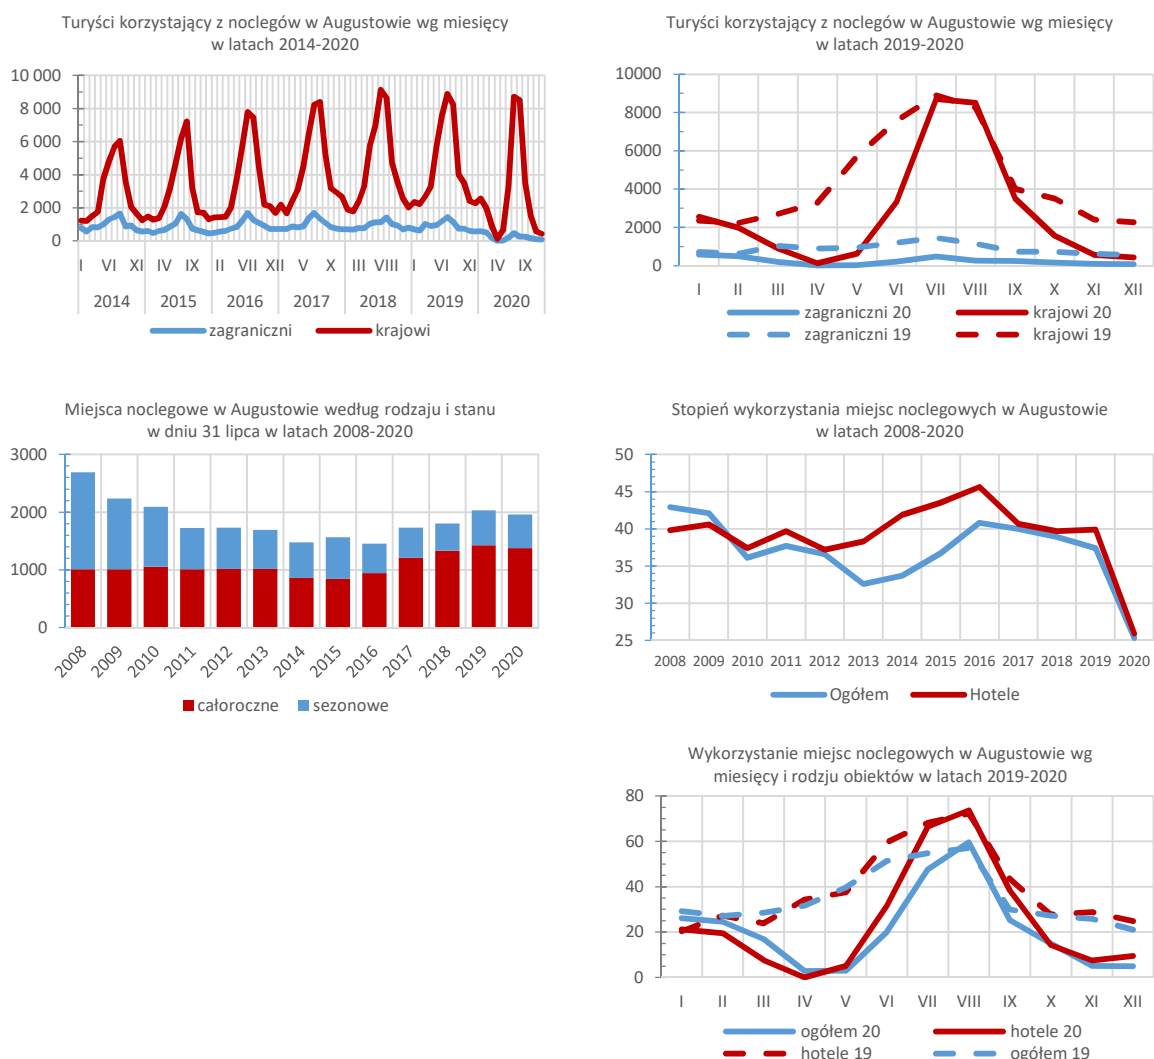 Turyści korzystający z noclegów w Augustowie wg miesięcy
w latach 2014-2020
10 000
8 000
6 000
4 000
2 000
0
I VI XI IV IX II VII XII V X III VIII I VI XI IV IX
2014 2015 2016 2017 2018 2019 2020
zagraniczni krajowi
Turyści korzystający z noclegów w Augustowie wg miesięcy
w latach 2019-2020
10000
8000
6000
4000
2000
0
I II III IV V VI VII VIII IX X XI XII
zagraniczni 20 krajowi 20
zagraniczni 19 krajowi 19
Miejsca noclegowe w Augustowie według rodzaju i stanu
w dniu 31 lipca w latach 2008-2020
3000
2000
1000
0
2008 2009 2010 2011 2012 2013 2014 2015 2016 2017 2018 2019 2020
całoroczne sezonowe
Stopień wykorzystania miejsc noclegowych w Augustowie
w latach 2008-2020
50
45
40
35
30
25
2008 2009 2010 2011 2012 2013 2014 2015 2016 2017 2018 2019 2020
Ogółem Hotele
Wykorzystanie miejsc noclegowych w Augustowie wg
miesięcy i rodzju obiektów w latach 2019-2020
80
60
40
20
0
I II III IV V VI VII VIII IX X XI XII
ogółem 20 hotele 20
hotele 19 ogółem 19